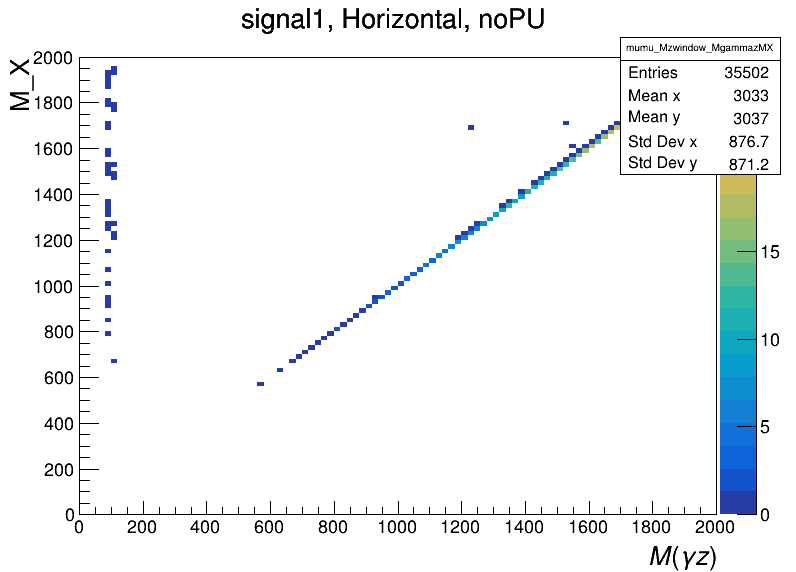 signal1, Horizontal, noPU
mumu_Mzwindow_MgammazMX
Entries 35502
Mean x 3033
Mean y 3037
Std Dev x 876.7
Std Dev y 871.2
M_X
2000
1800
1600
1400
1200
1000
800
600
400
200
0
0 200 400 600 800 1000 1200 1400 1600 1800 2000
M(γz)
15
10
5
0